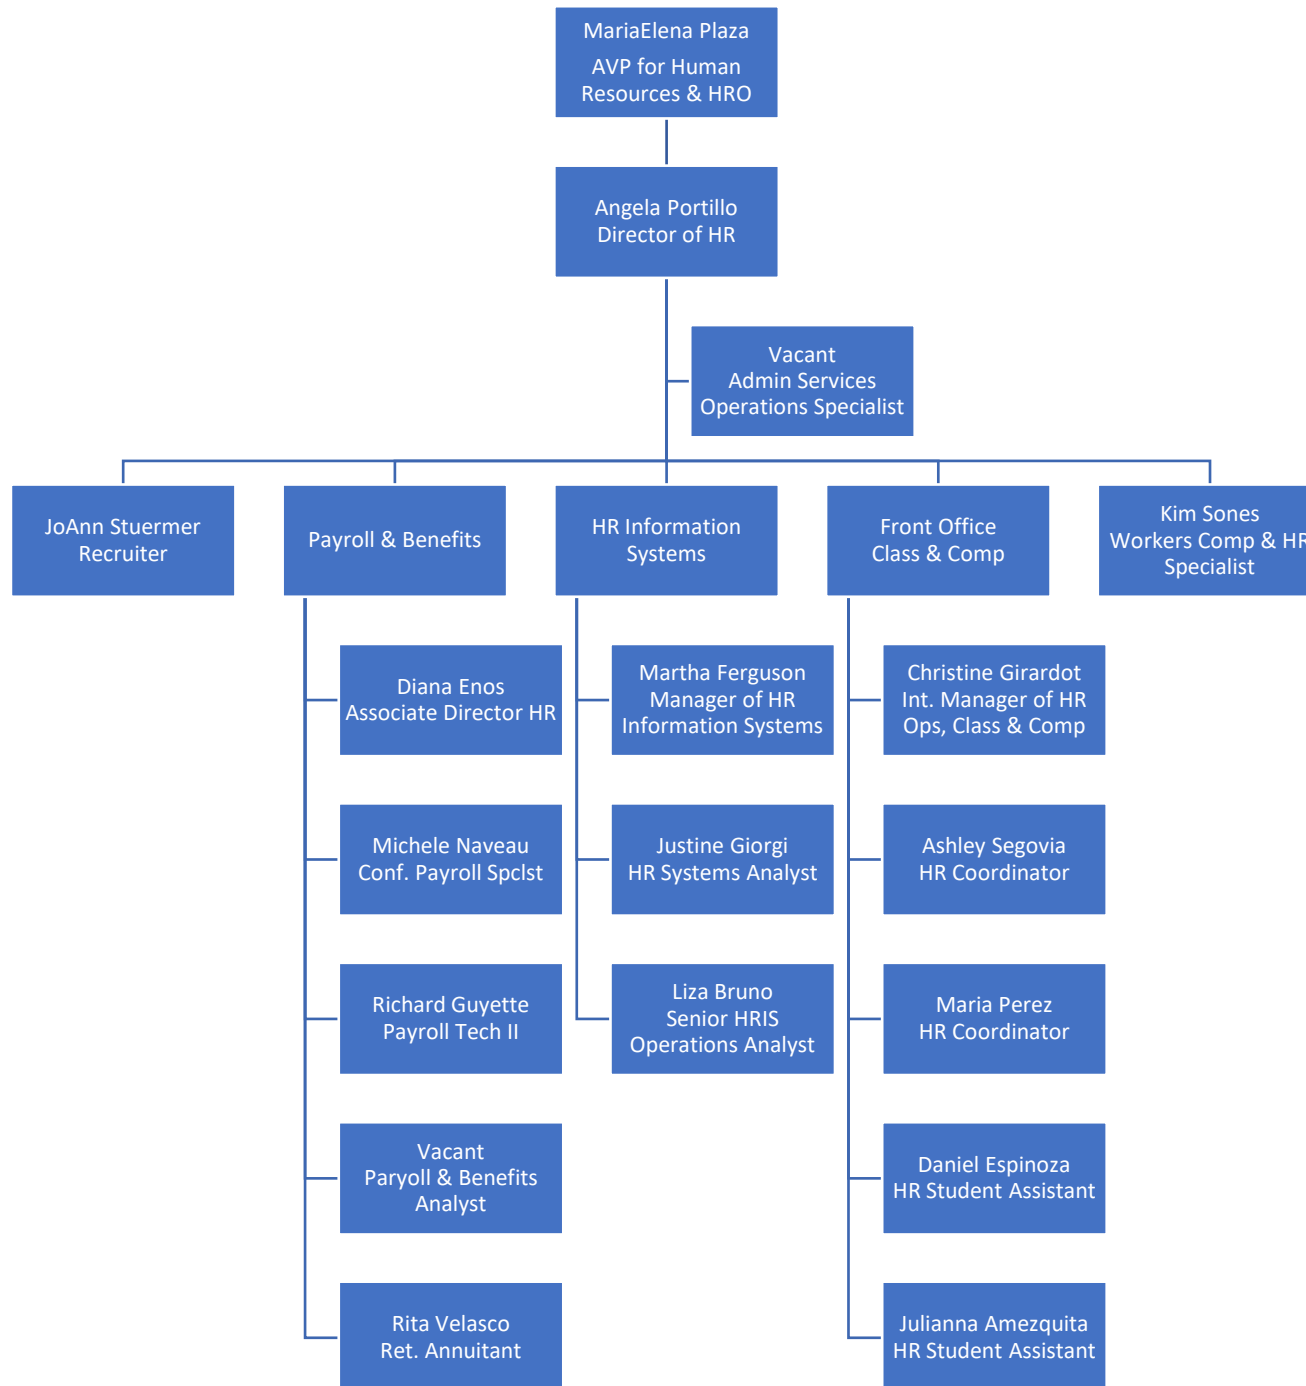 MariaElena Plaza
AVP for Human
Resources & HRO
Angela Portillo
Director of HR
Vacant
Admin Services
Operations Specialist
JoAnn Stuermer
Recruiter
Payroll & Benefits
HR Information
Systems
Front Office
Class & Comp
Kim Sones
Workers Comp & HR
Specialist
Diana Enos
Associate Director HR
Michele Naveau
Conf. Payroll Spclst
Richard Guyette
Payroll Tech II
Vacant
Paryoll & Benefits
Analyst
Rita Velasco
Ret. Annuitant
Martha Ferguson
Manager of HR
Information Systems
Justine Giorgi
HR Systems Analyst
Liza Bruno
Senior HRIS
Operations Analyst
Christine Girardot
Int. Manager of HR
Ops, Class & Comp
Ashley Segovia
HR Coordinator
Maria Perez
HR Coordinator
Daniel Espinoza
HR Student Assistant
Julianna Amezquita
HR Student Assistant